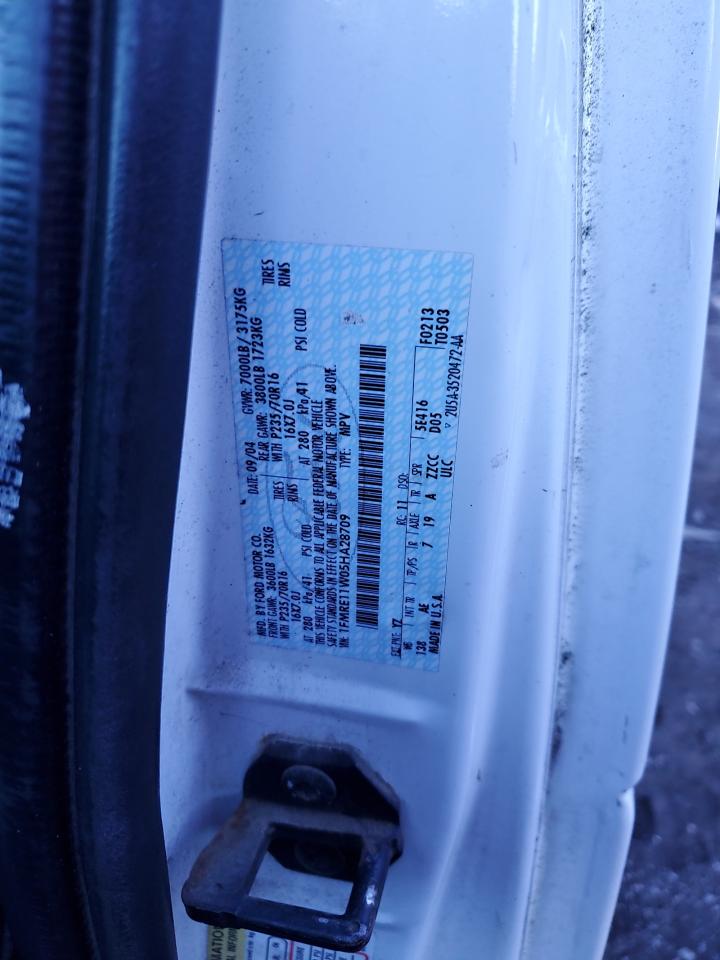 MFD. BY FORD MOTOR CO.
DATE: 09/04 GVWR: 7000LB/ 3175KG
FRONT GAWR: 3600LB 1632KG REAR GAWR: 3800LB 1723KG
WITH P235/70R16 TIRES WITH P235/70R16 TIRES
16X7.0J RIMS 16X7.0J RIMS
AT 280 kPa/41 PSI COLD AT 280 kPa/41 PSI COLD
THIS VEHICLE CONFORMS TO ALL APPLICABLE FEDERAL MOTOR VEHICLE
SAFETY STANDARDS IN EFFECT ON THE DATE OF MANUFACTURE SHOWN ABOVE.
VIN: 1FMRE11W05HA28709 TYPE: MPV
EXT PNT: YZ RC: 11 DSO: F0213
WB INT TR TP/PS R AXLE TR SPR T0503
138 AE 7 19 A ZZCC 5E416
ULC D05
MADE IN U.S.A. 2U5A-3520472-AA